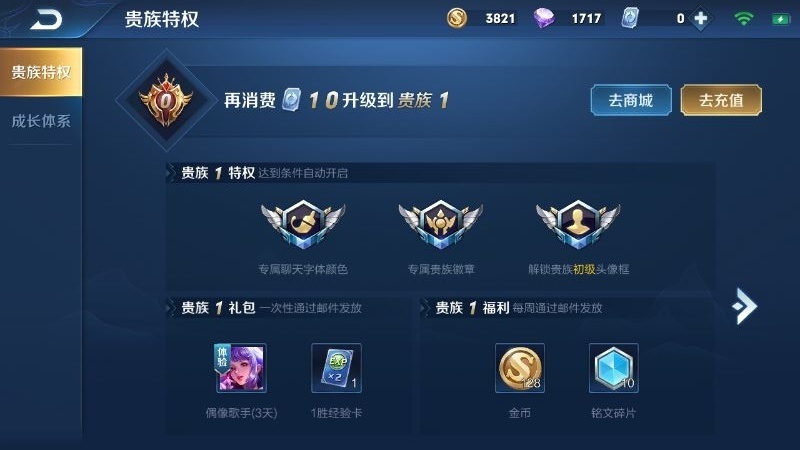 贵族特权
3821
1717
0
贵族特权
成长体系
0
再消费 10升级到贵族 1
去商城
去充值
贵族 1 特权 达到条件自动开启
专属聊天字体颜色
专属贵族徽章
解锁贵族初级头像框
贵族 1 礼包 一次性通过邮件发放
贵族 1 福利 每周通过邮件发放
体验
EXP
×2
1
128
10
偶像歌手(3天)
1胜经验卡
金币
铭文碎片